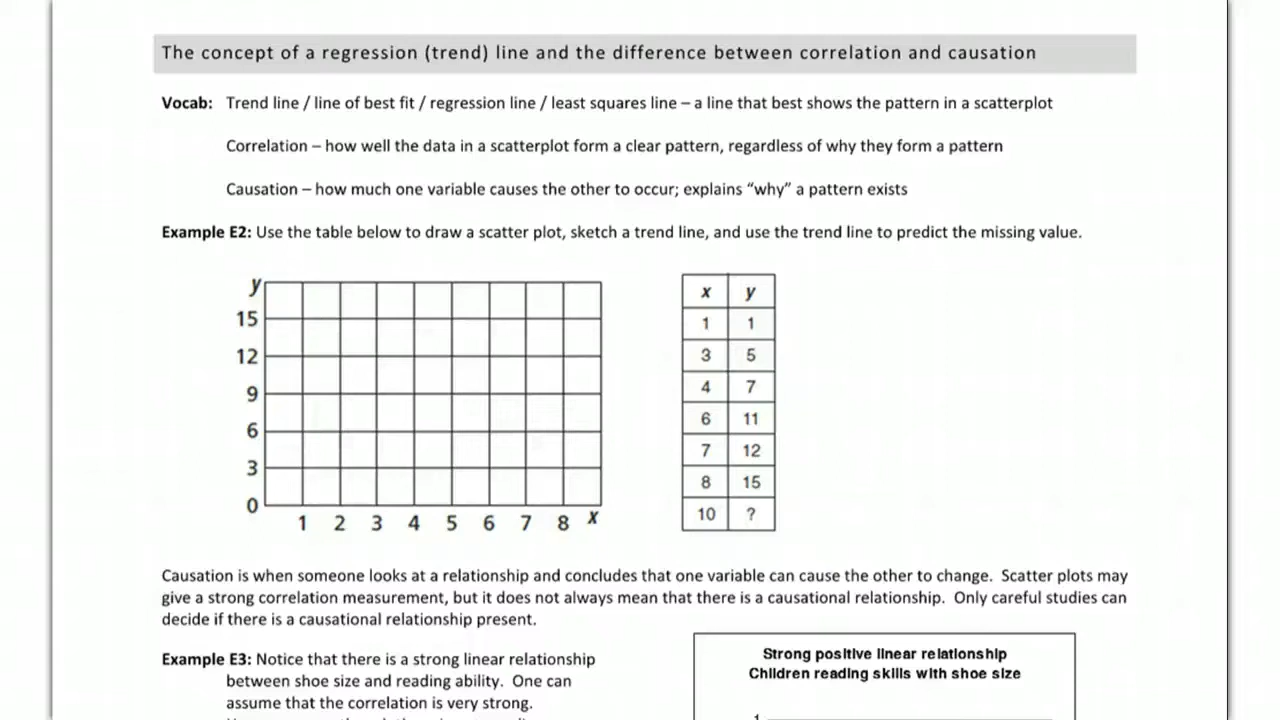 The concept of a regression (trend) line and the difference between correlation and causation
Vocab: Trend line / line of best fit / regression line / least squares line – a line that best shows the pattern in a scatterplot
Correlation – how well the data in a scatterplot form a clear pattern, regardless of why they form a pattern
Causation – how much one variable causes the other to occur; explains “why” a pattern exists
Example E2: Use the table below to draw a scatter plot, sketch a trend line, and use the trend line to predict the missing value.
y
15
12
9
6
3
0
1 2 3 4 5 6 7 8 x
x y
1 1
3 5
4 7
6 11
7 12
8 15
10 ?
Causation is when someone looks at a relationship and concludes that one variable can cause the other to change. Scatter plots may
give a strong correlation measurement, but it does not always mean that there is a causational relationship. Only careful studies can
decide if there is a causational relationship present.
Example E3: Notice that there is a strong linear relationship
between shoe size and reading ability. One can
assume that the correlation is very strong.
Strong positive linear relationship
Children reading skills with shoe size